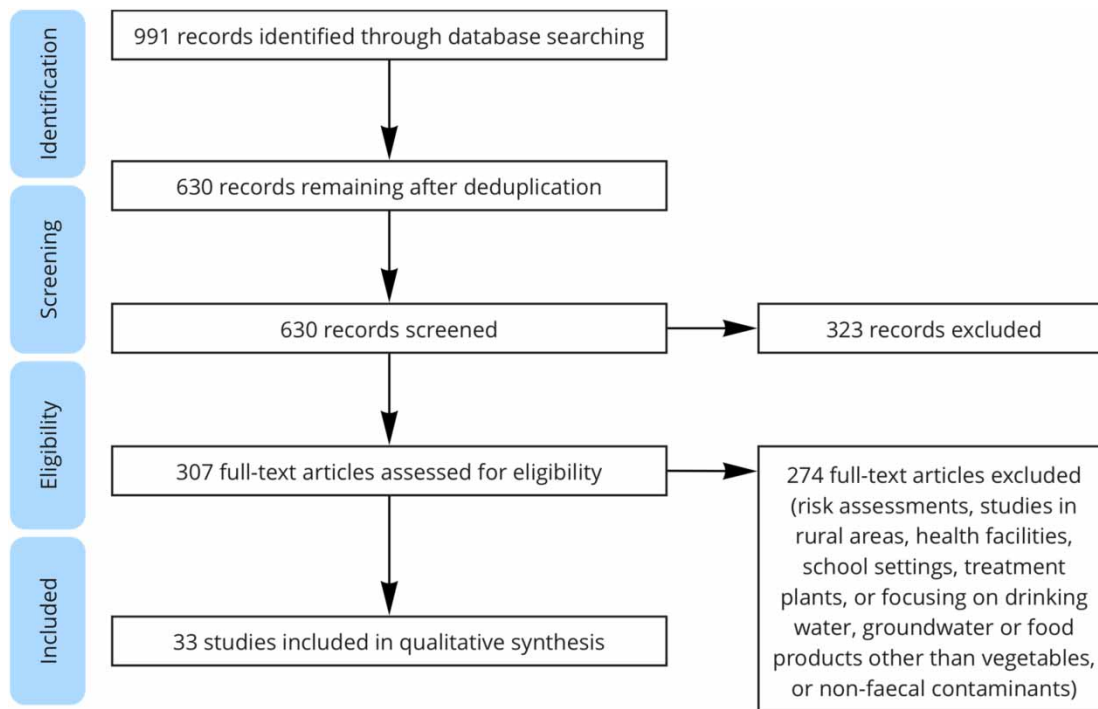 Identification
991 records identified through database searching
630 records remaining after deduplication
Screening
630 records screened
323 records excluded
Eligibility
307 full-text articles assessed for eligibility
274 full-text articles excluded
(risk assessments, studies in
rural areas, health facilities,
school settings, treatment
plants, or focusing on drinking
water, groundwater or food
products other than vegetables,
or non-faecal contaminants)
Included
33 studies included in qualitative synthesis